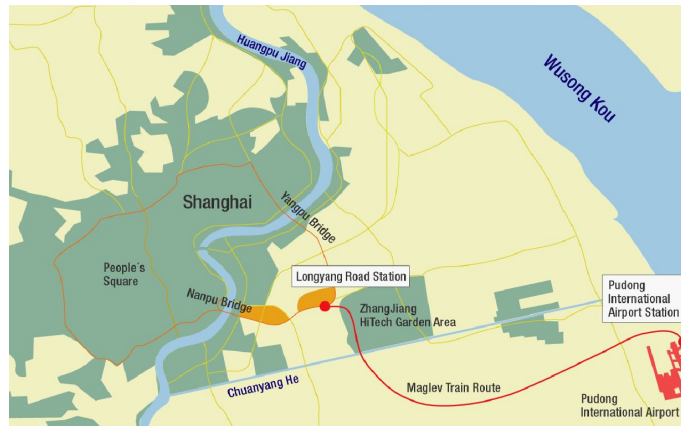 Huangpu Jiang
Wusong Kou
Shanghai
Yangpu Bridge
People´s
Square
Longyang Road Station
Nanpu Bridge
ZhangJiang
HiTech Garden Area
Pudong
International
Airport Station
Chuanyang He
Maglev Train Route
Pudong
International Airport